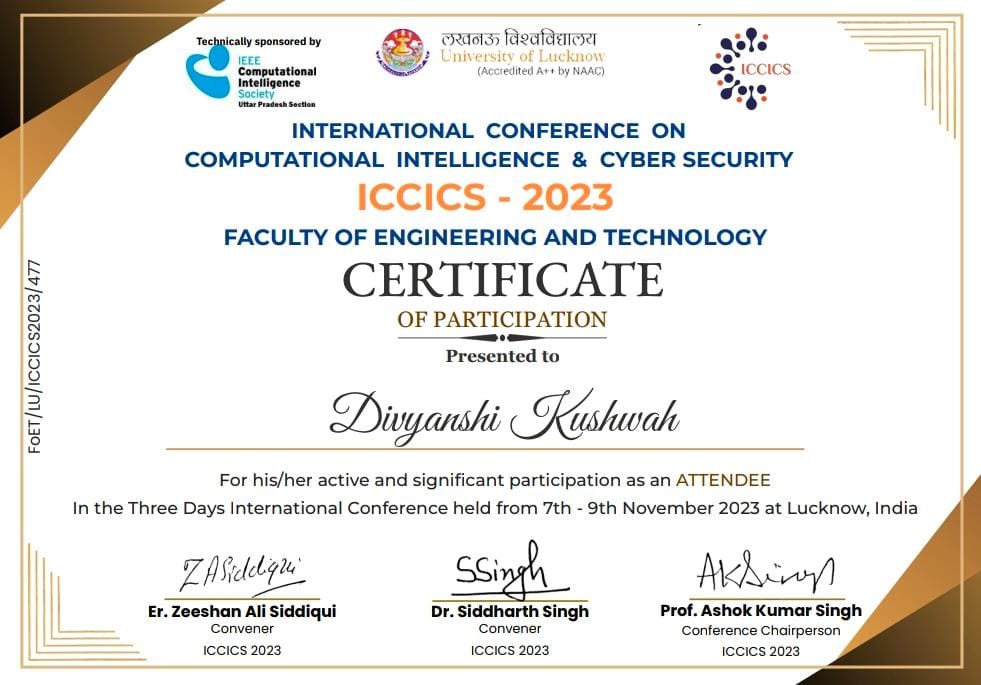 Technically sponsored by
IEEE
Computational
Intelligence
Society
Uttar Pradesh Section
लखनऊ विश्वविद्यालय
University of Lucknow
(Accredited A++ by NAAC)
ICCICS
INTERNATIONAL CONFERENCE ON
COMPUTATIONAL INTELLIGENCE & CYBER SECURITY
ICCICS - 2023
FACULTY OF ENGINEERING AND TECHNOLOGY
CERTIFICATE
OF PARTICIPATION
Presented to
Divyanshi Kushwah
For his/her active and significant participation as an ATTENDEE
In the Three Days International Conference held from 7th - 9th November 2023 at Lucknow, India
ZASiddiqui
Er. Zeeshan Ali Siddiqui
Convener
ICCICS 2023
SSingh
Dr. Siddharth Singh
Convener
ICCICS 2023
AKSingh
Prof. Ashok Kumar Singh
Conference Chairperson
ICCICS 2023
FoET/LU/ICCICS2023/477